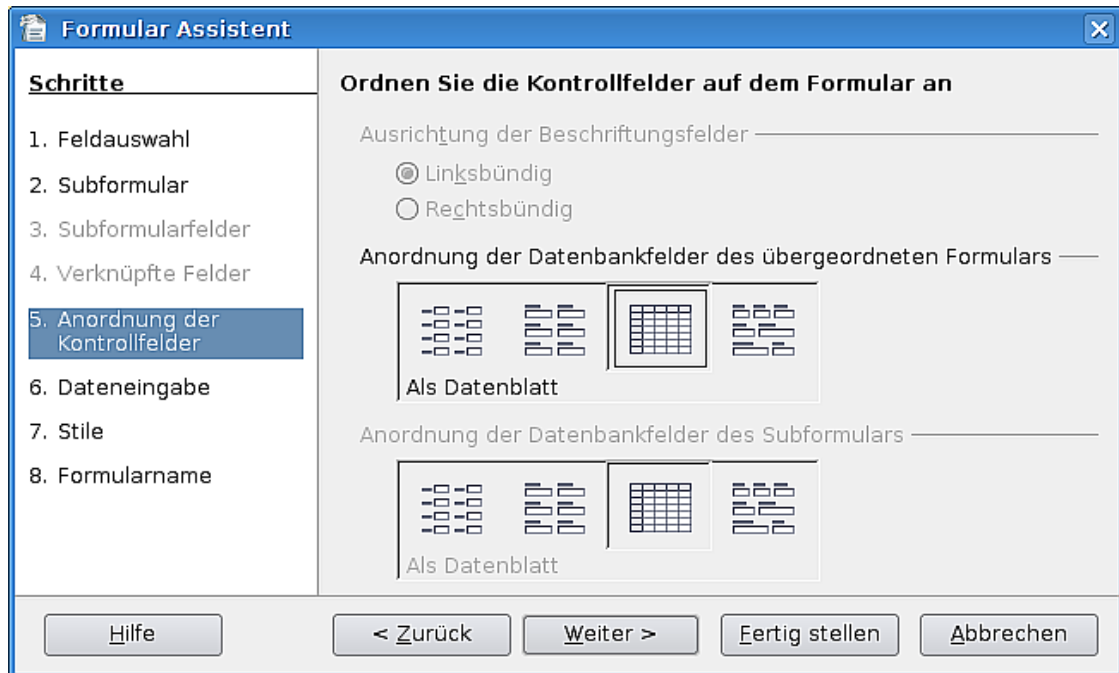 Formular Assistent
Schritte
1. Feldauswahl
2. Subformular
3. Subformularfelder
4. Verknüpfte Felder
5. Anordnung der
Kontrollfelder
6. Dateneingabe
7. Stile
8. Formularname
Ordnen Sie die Kontrollfelder auf dem Formular an
Ausrichtung der Beschriftungsfelder
Linksbündig
Rechtsbündig
Anordnung der Datenbankfelder des übergeordneten Formulars
Als Datenblatt
Anordnung der Datenbankfelder des Subformulars
Als Datenblatt
Hilfe
< Zurück
Weiter >
Fertig stellen
Abbrechen